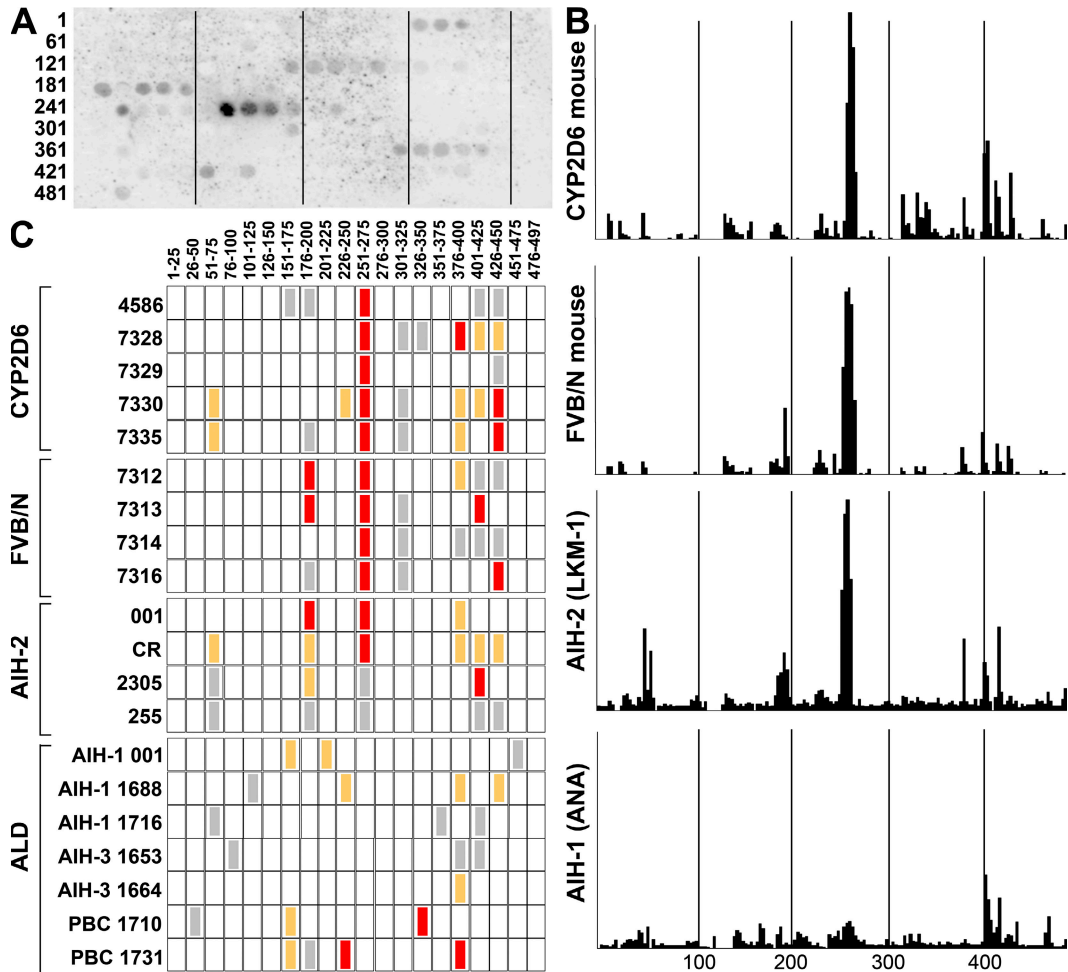 A
1
61
121
181
241
301
361
421
481
B
CYP2D6 mouse
FVB/N mouse
AIH-2 (LKM-1)
AIH-1 (ANA)
100
200
300
400
C
1-25
26-50
51-75
76-100
101-125
126-150
151-175
176-200
201-225
226-250
251-275
276-300
301-325
326-350
351-375
376-400
401-425
426-450
451-475
476-497
CYP2D6
4586
7328
7329
7330
7335
FVB/N
7312
7313
7314
7316
AIH-2
001
CR
2305
255
ALD
AIH-1 001
AIH-1 1688
AIH-1 1716
AIH-3 1653
AIH-3 1664
PBC 1710
PBC 1731